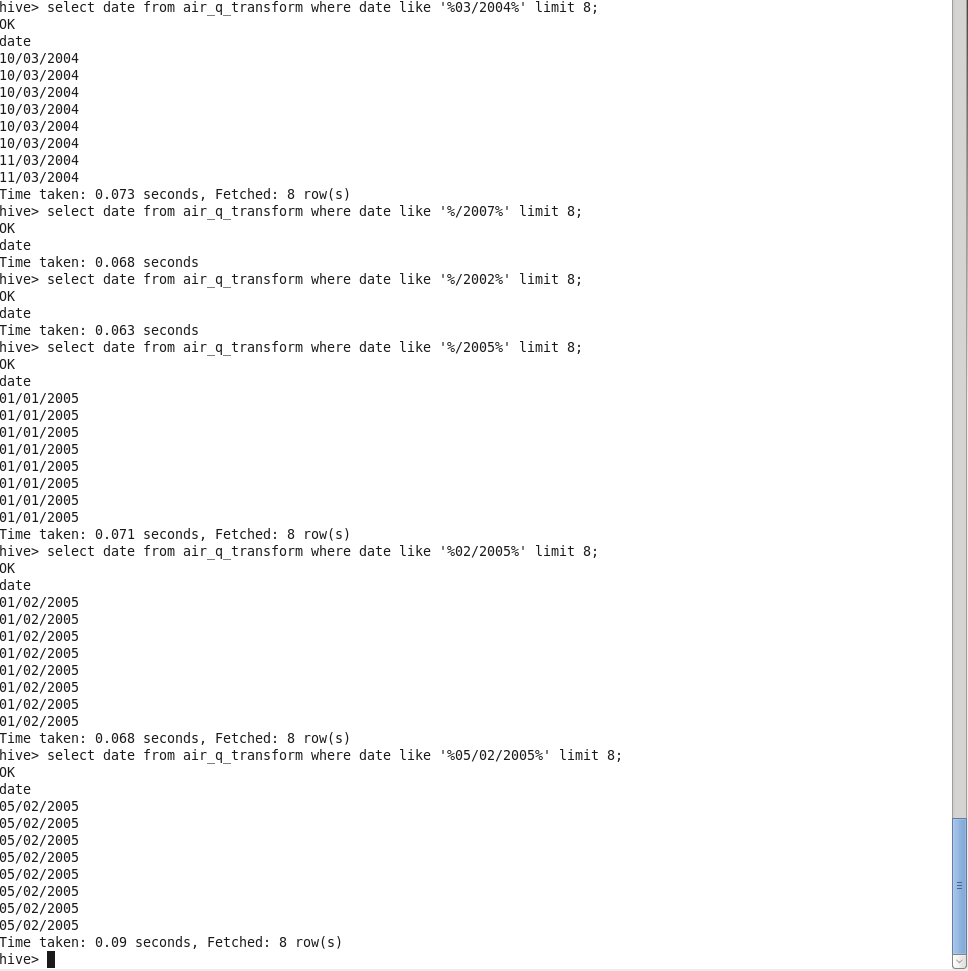 hive> select date from air_q_transform where date like '%03/2004%' limit 8;
OK
date
10/03/2004
10/03/2004
10/03/2004
10/03/2004
10/03/2004
10/03/2004
11/03/2004
11/03/2004
Time taken: 0.073 seconds, Fetched: 8 row(s)
hive> select date from air_q_transform where date like '%/2007%' limit 8;
OK
date
Time taken: 0.068 seconds
hive> select date from air_q_transform where date like '%/2002%' limit 8;
OK
date
Time taken: 0.063 seconds
hive> select date from air_q_transform where date like '%/2005%' limit 8;
OK
date
01/01/2005
01/01/2005
01/01/2005
01/01/2005
01/01/2005
01/01/2005
01/01/2005
01/01/2005
Time taken: 0.071 seconds, Fetched: 8 row(s)
hive> select date from air_q_transform where date like '%02/2005%' limit 8;
OK
date
01/02/2005
01/02/2005
01/02/2005
01/02/2005
01/02/2005
01/02/2005
01/02/2005
01/02/2005
Time taken: 0.068 seconds, Fetched: 8 row(s)
hive> select date from air_q_transform where date like '%05/02/2005%' limit 8;
OK
date
05/02/2005
05/02/2005
05/02/2005
05/02/2005
05/02/2005
05/02/2005
05/02/2005
05/02/2005
Time taken: 0.09 seconds, Fetched: 8 row(s)
hive>